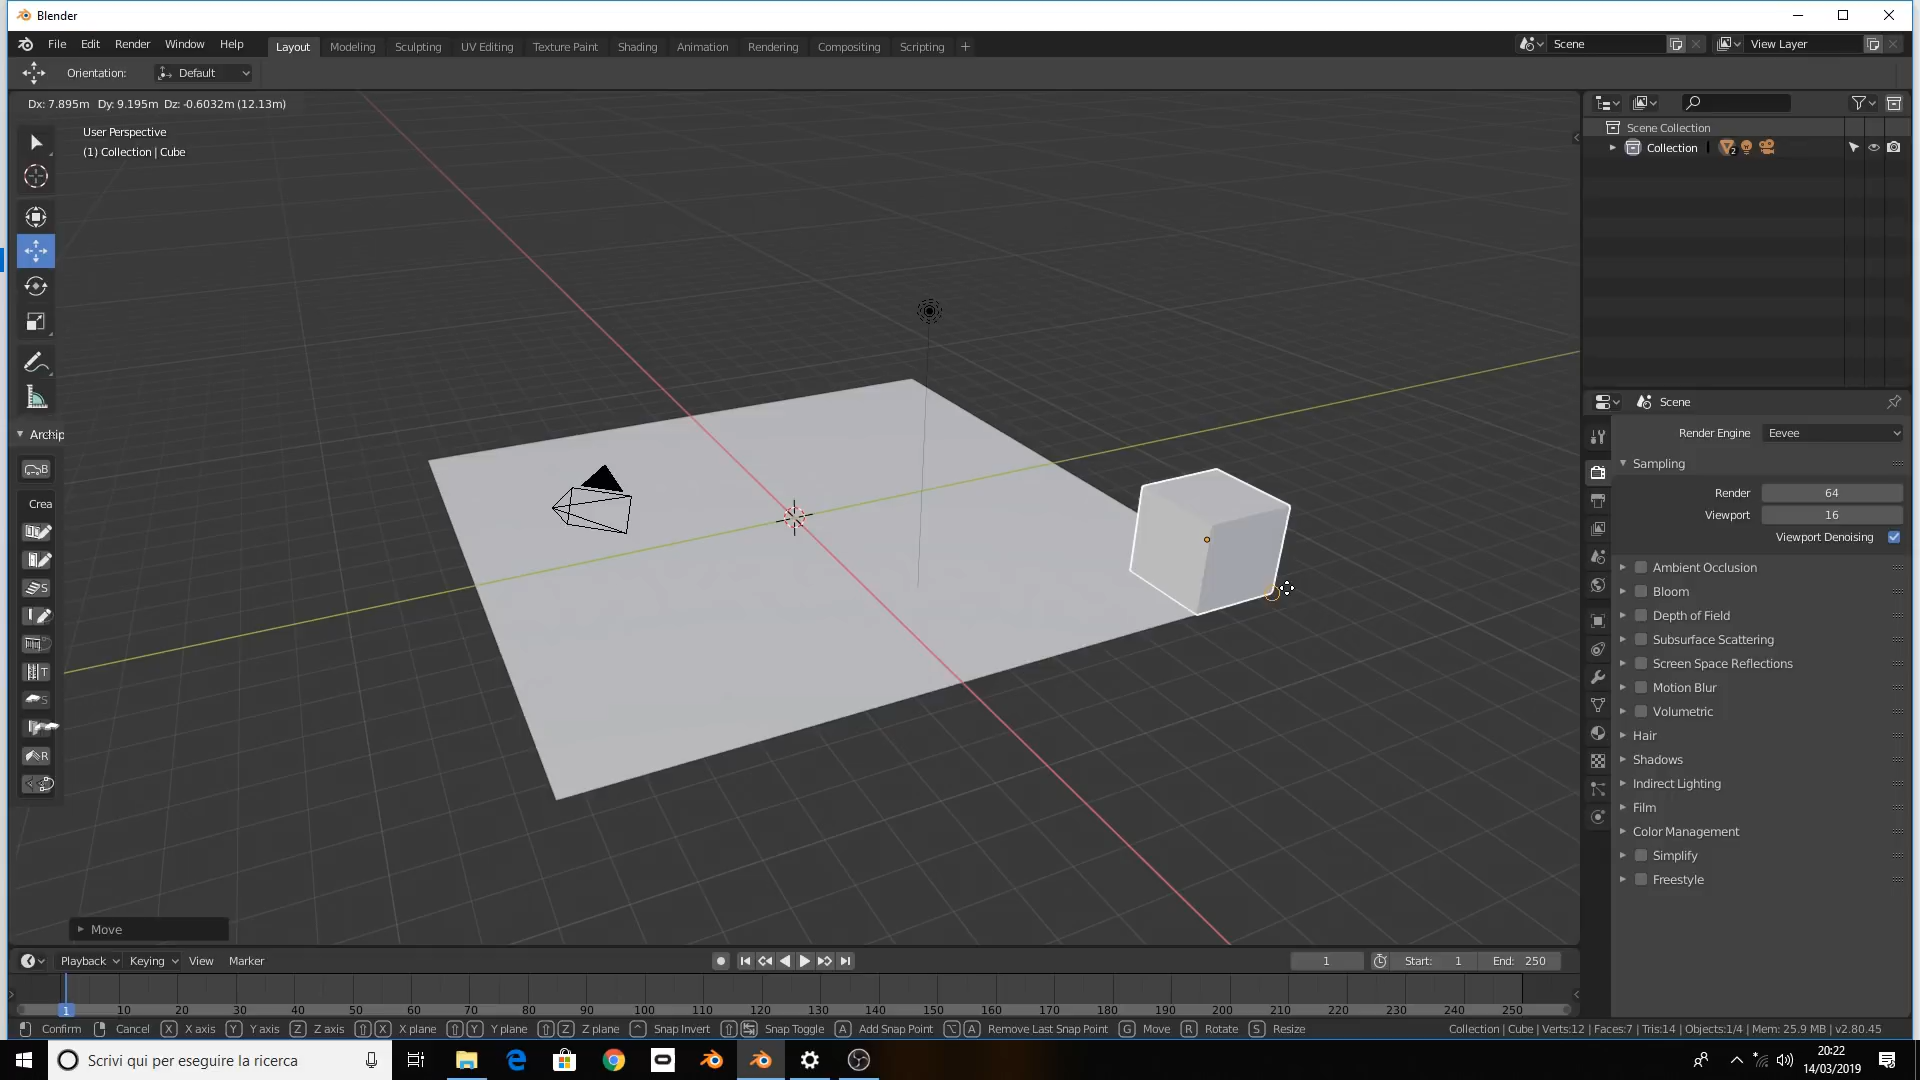 Blender
File Edit Render Window Help Layout Modeling Sculpting UV Editing Texture Paint Shading Animation Rendering Compositing Scripting + Scene View Layer
Orientation: Default
Dx: 7.895m Dy: 9.195m Dz: -0.6032m (12.13m)
User Perspective
(1) Collection | Cube
Scene Collection
Collection 2
Scene
Render Engine Eevee
Sampling
Render 64
Viewport 16
Viewport Denoising
Ambient Occlusion
Bloom
Depth of Field
Subsurface Scattering
Screen Space Reflections
Motion Blur
Volumetric
Hair
Shadows
Indirect Lighting
Film
Color Management
Simplify
Freestyle
Archip
B
Crea
S
T
S
R
Move
Playback Keying View Marker 1 Start: 1 End: 250
1 10 20 30 40 50 60 70 80 90 100 110 120 130 140 150 160 170 180 190 200 210 220 230 240 250
Confirm Cancel X X axis Y Y axis Z Z axis X X plane Y Y plane Z Z plane Snap Invert Snap Toggle A Add Snap Point A Remove Last Snap Point G Move R Rotate S Resize Collection | Cube | Verts:12 | Faces:7 | Tris:14 | Objects:1/4 | Mem: 25.9 MB | v2.80.45
Scrivi qui per eseguire la ricerca
20:22
14/03/2019